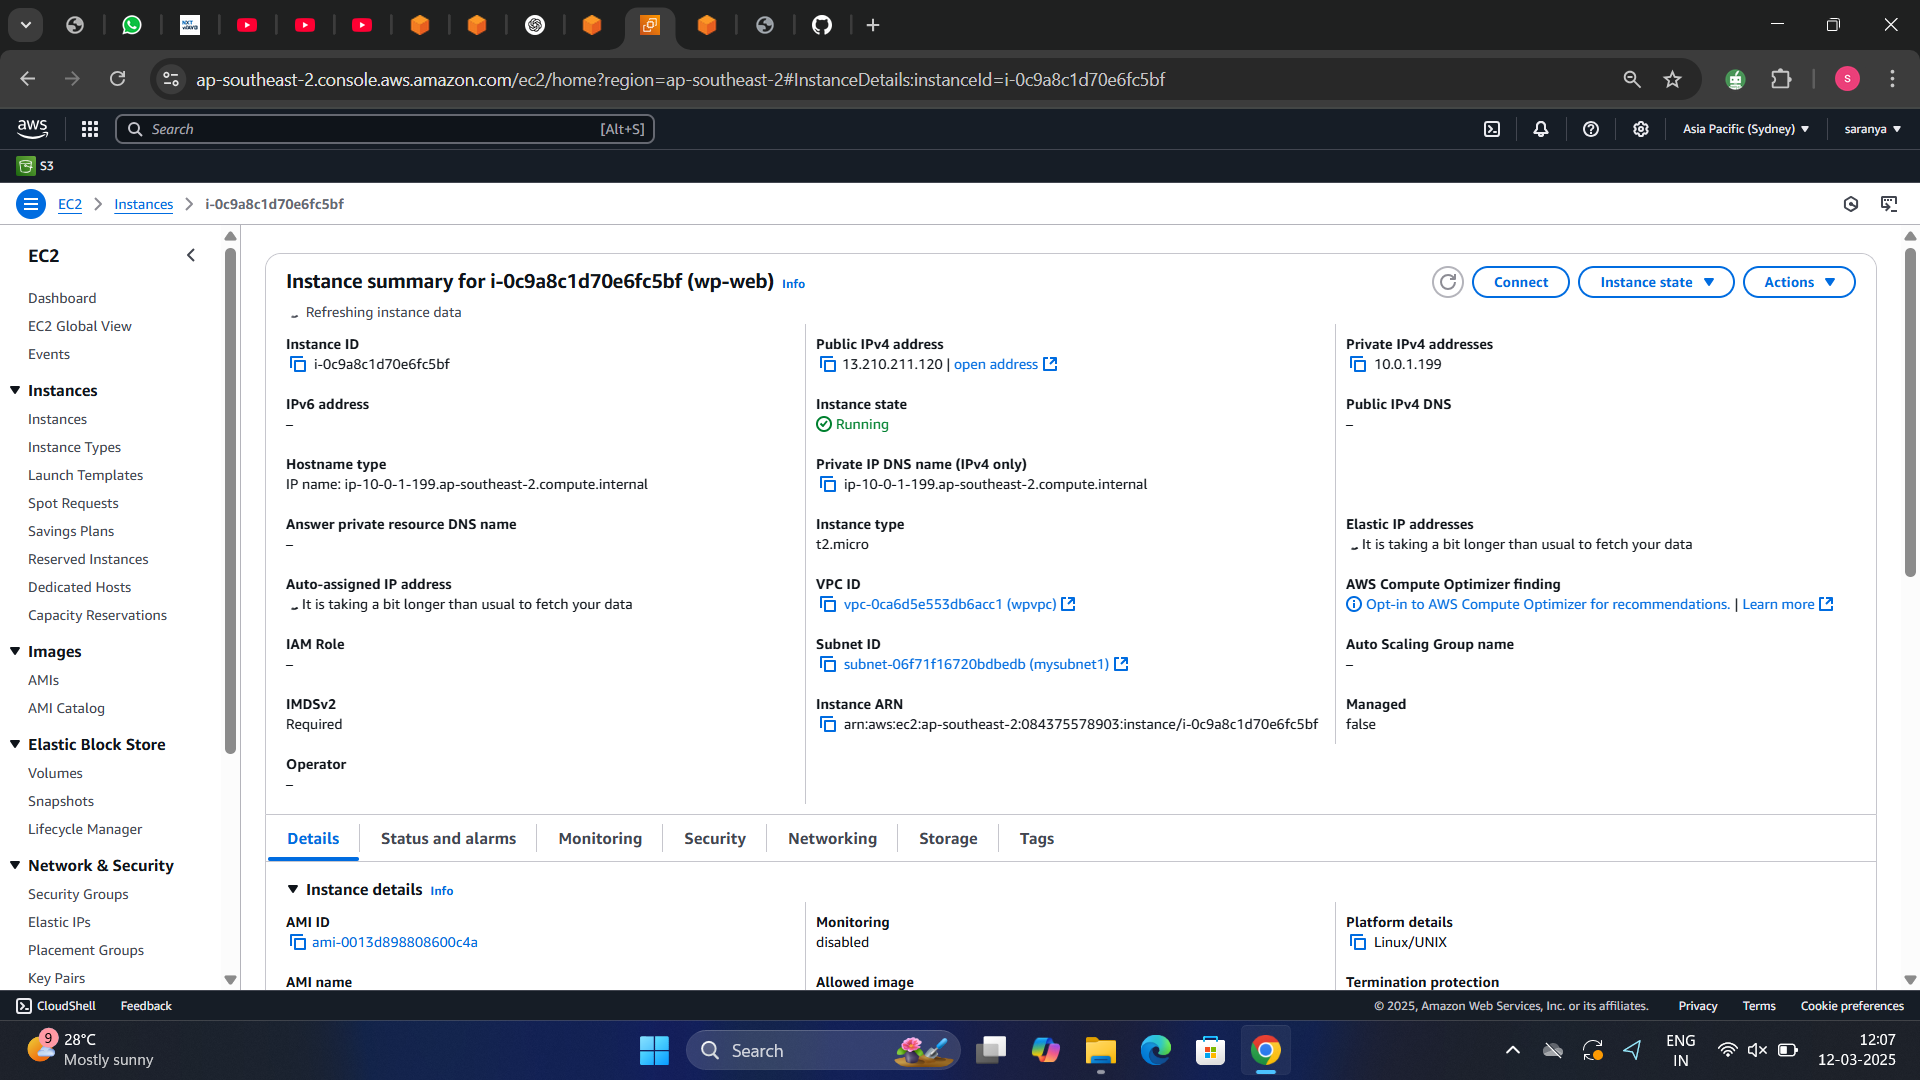 ap-southeast-2.console.aws.amazon.com/ec2/home?region=ap-southeast-2#InstanceDetails:instanceId=i-0c9a8c1d70e6fc5bf
S
aws
Search
[Alt+S]
Asia Pacific (Sydney)
saranya
S3
EC2
Instances
i-0c9a8c1d70e6fc5bf
EC2
Dashboard
EC2 Global View
Events
Instances
Instances
Instance Types
Launch Templates
Spot Requests
Savings Plans
Reserved Instances
Dedicated Hosts
Capacity Reservations
Images
AMIs
AMI Catalog
Elastic Block Store
Volumes
Snapshots
Lifecycle Manager
Network & Security
Security Groups
Elastic IPs
Placement Groups
Key Pairs
Instance summary for i-0c9a8c1d70e6fc5bf (wp-web) Info
Connect
Instance state
Actions
Refreshing instance data
Instance ID
i-0c9a8c1d70e6fc5bf
Public IPv4 address
13.210.211.120 | open address
Private IPv4 addresses
10.0.1.199
IPv6 address
–
Instance state
Running
Public IPv4 DNS
–
Hostname type
IP name: ip-10-0-1-199.ap-southeast-2.compute.internal
Private IP DNS name (IPv4 only)
ip-10-0-1-199.ap-southeast-2.compute.internal
Answer private resource DNS name
–
Instance type
t2.micro
Elastic IP addresses
It is taking a bit longer than usual to fetch your data
Auto-assigned IP address
It is taking a bit longer than usual to fetch your data
VPC ID
vpc-0ca6d5e553db6acc1 (wpvpc)
AWS Compute Optimizer finding
Opt-in to AWS Compute Optimizer for recommendations. | Learn more
IAM Role
–
Subnet ID
subnet-06f71f16720bdbedb (mysubnet1)
Auto Scaling Group name
–
IMDSv2
Required
Instance ARN
arn:aws:ec2:ap-southeast-2:084375578903:instance/i-0c9a8c1d70e6fc5bf
Managed
false
Operator
–
Details
Status and alarms
Monitoring
Security
Networking
Storage
Tags
Instance details Info
AMI ID
ami-0013d898808600c4a
Monitoring
disabled
Platform details
Linux/UNIX
AMI name
Allowed image
Termination protection
CloudShell
Feedback
© 2025, Amazon Web Services, Inc. or its affiliates.
Privacy
Terms
Cookie preferences
9
28°C
Mostly sunny
Search
ENG
IN
12:07
12-03-2025